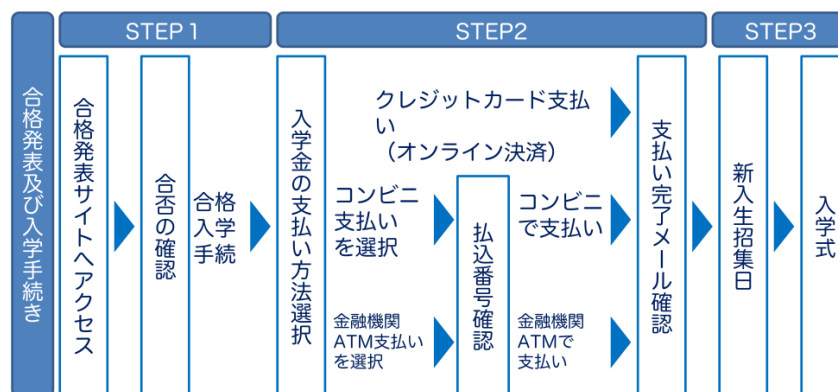 STEP 1
STEP2
STEP3
合格発表及び入学手続き
合格発表サイトへアクセス
合否の確認
合格
入学
手続
入学金の支払い方法選択
クレジットカード支払
い
（オンライン決済）
コンビニ
支払い
を選択
金融機関
ATM支払い
を選択
払込番号確認
コンビニ
で支払い
金融機関
ATMで
支払い
支払い完了メール確認
新入生招集日
入学式